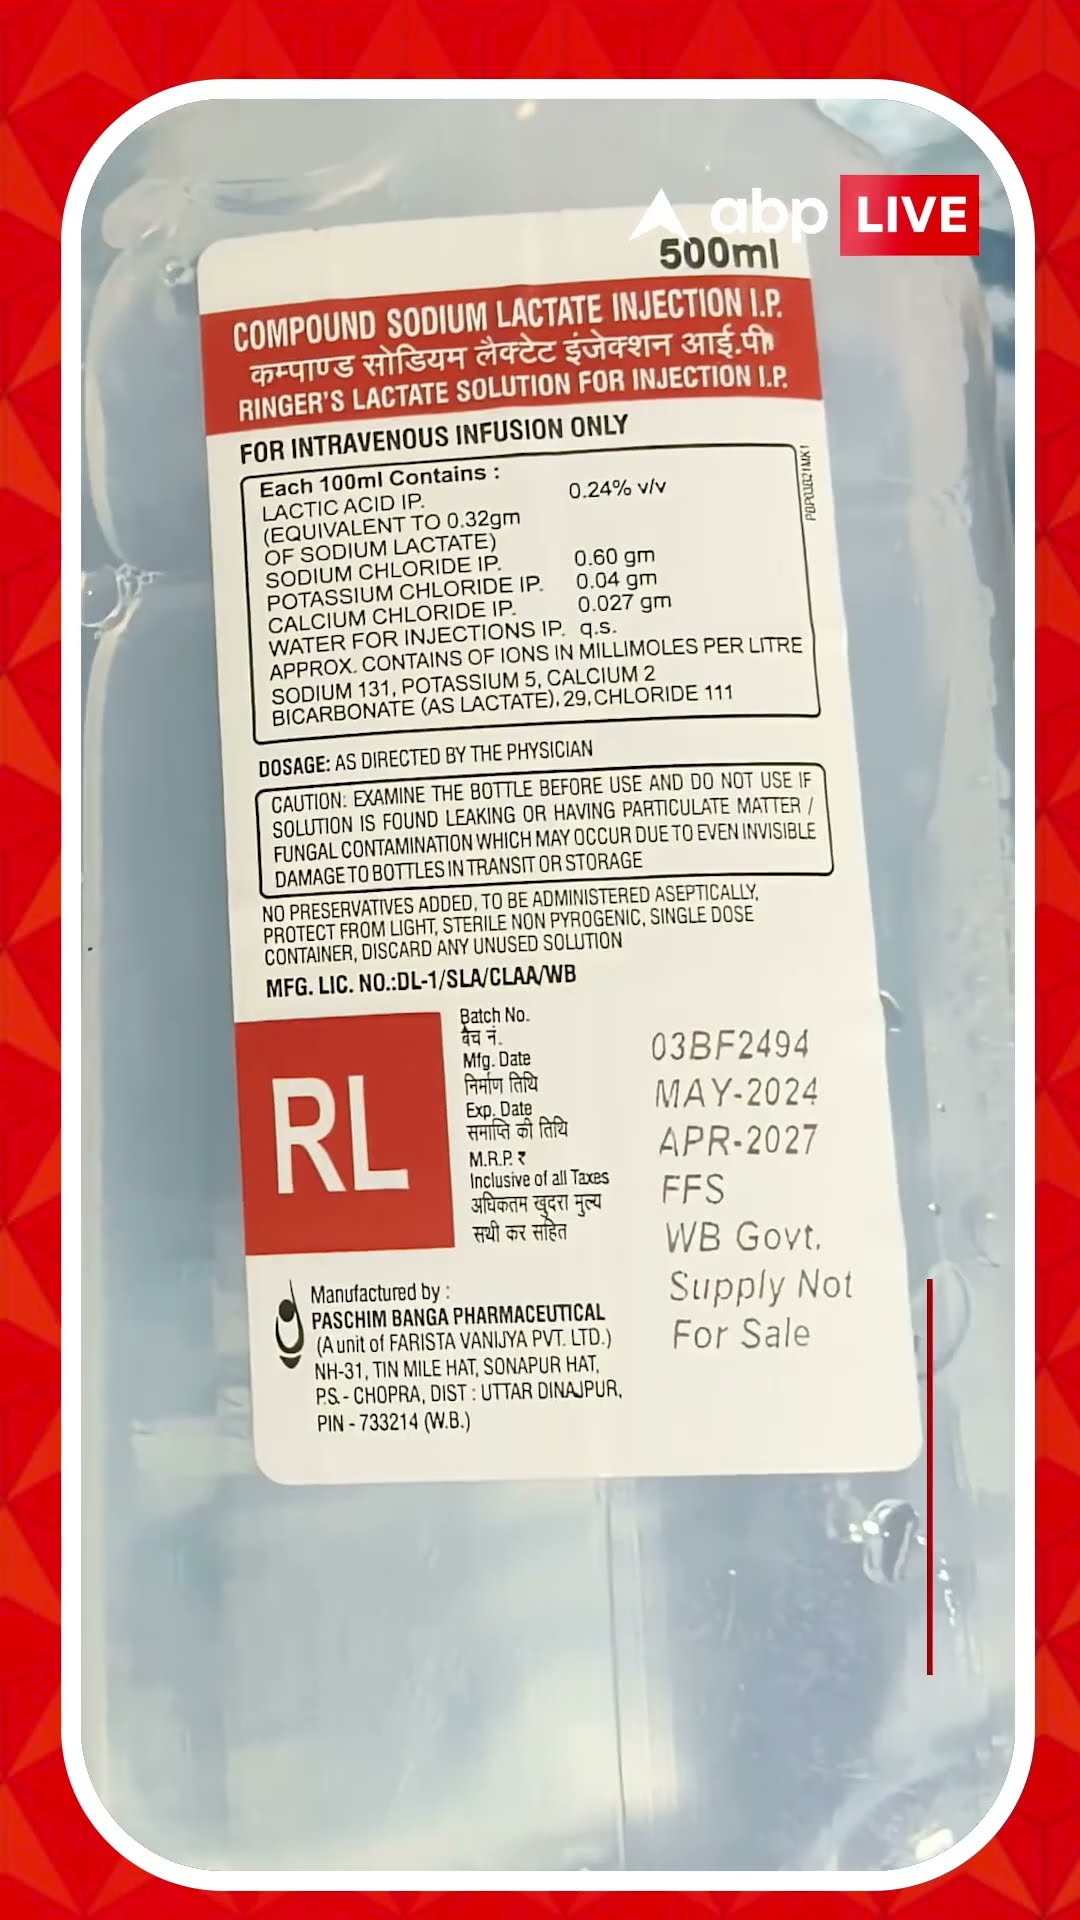 abp LIVE
500ml
COMPOUND SODIUM LACTATE INJECTION I.P.
कम्पाण्ड सोडियम लैक्टेट इंजेक्शन आई.पी
RINGER'S LACTATE SOLUTION FOR INJECTION I.P.
FOR INTRAVENOUS INFUSION ONLY
Each 100ml Contains :
LACTIC ACID IP. 0.24% v/v
(EQUIVALENT TO 0.32gm
OF SODIUM LACTATE)
SODIUM CHLORIDE IP. 0.60 gm
POTASSIUM CHLORIDE IP. 0.04 gm
CALCIUM CHLORIDE IP. 0.027 gm
WATER FOR INJECTIONS IP. q.s.
APPROX. CONTAINS OF IONS IN MILLIMOLES PER LITRE
SODIUM 131, POTASSIUM 5, CALCIUM 2
BICARBONATE (AS LACTATE), 29, CHLORIDE 111
DOSAGE: AS DIRECTED BY THE PHYSICIAN
CAUTION: EXAMINE THE BOTTLE BEFORE USE AND DO NOT USE IF
SOLUTION IS FOUND LEAKING OR HAVING PARTICULATE MATTER /
FUNGAL CONTAMINATION WHICH MAY OCCUR DUE TO EVEN INVISIBLE
DAMAGE TO BOTTLES IN TRANSIT OR STORAGE
NO PRESERVATIVES ADDED, TO BE ADMINISTERED ASEPTICALLY,
PROTECT FROM LIGHT, STERILE NON PYROGENIC, SINGLE DOSE
CONTAINER, DISCARD ANY UNUSED SOLUTION
MFG. LIC. NO.:DL-1/SLA/CLAA/WB
RL
Batch No.
बैच नं. 03BF2494
Mfg. Date
निर्माण तिथि MAY-2024
Exp. Date
समाप्ति की तिथि APR-2027
M.R.P. ₹
Inclusive of all Taxes FFS
अधिकतम खुदरा मुल्य
सथी कर सहित WB Govt.
Supply Not
For Sale
Manufactured by :
PASCHIM BANGA PHARMACEUTICAL
(A unit of FARISTA VANIJYA PVT. LTD.)
NH-31, TIN MILE HAT, SONAPUR HAT,
P.S. - CHOPRA, DIST : UTTAR DINAJPUR,
PIN - 733214 (W.B.)